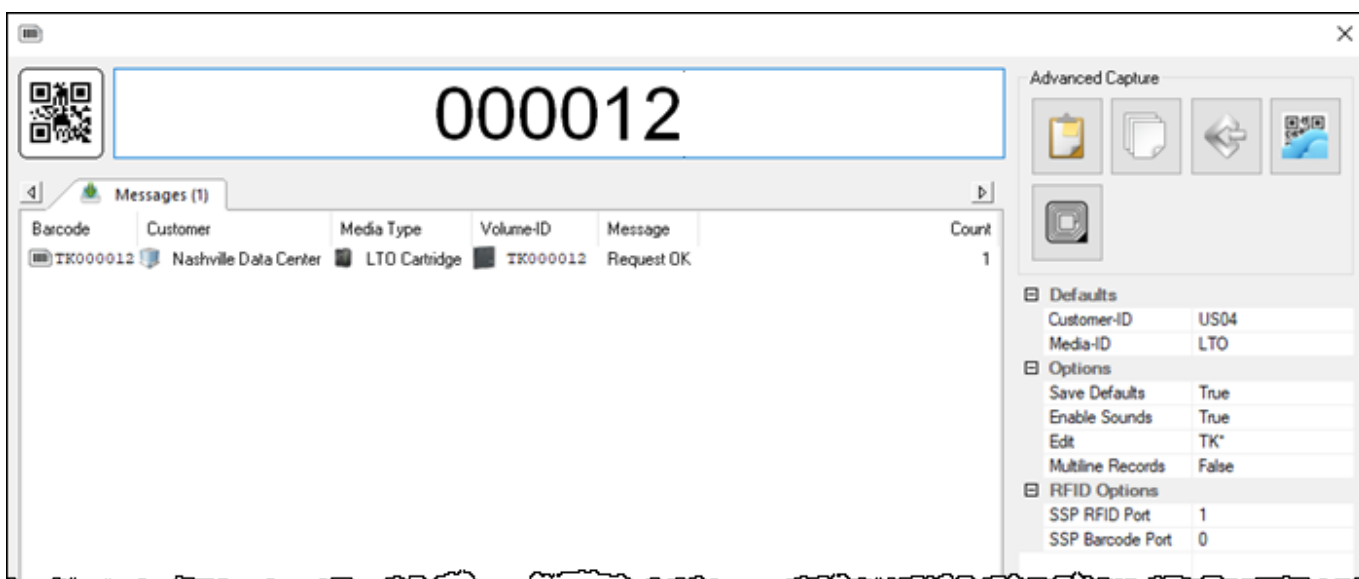 000012
Advanced Capture
Messages (1)
Barcode Customer Media Type Volume-ID Message Count
TK000012 Nashville Data Center LTO Cartridge TK000012 Request OK 1
Defaults
Customer-ID US04
Media-ID LTO
Options
Save Defaults True
Enable Sounds True
Edit TK*
Multiline Records False
RFID Options
SSP RFID Port 1
SSP Barcode Port 0